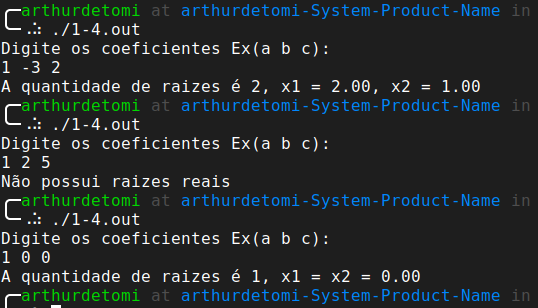 arthurdetomi at arthurdetomi-System-Product-Name in
./1-4.out
Digite os coeficientes Ex(a b c):
1 -3 2
A quantidade de raizes é 2, x1 = 2.00, x2 = 1.00
arthurdetomi at arthurdetomi-System-Product-Name in
./1-4.out
Digite os coeficientes Ex(a b c):
1 2 5
Não possui raizes reais
arthurdetomi at arthurdetomi-System-Product-Name in
./1-4.out
Digite os coeficientes Ex(a b c):
1 0 0
A quantidade de raizes é 1, x1 = x2 = 0.00
arthurdetomi at arthurdetomi-System-Product-Name in